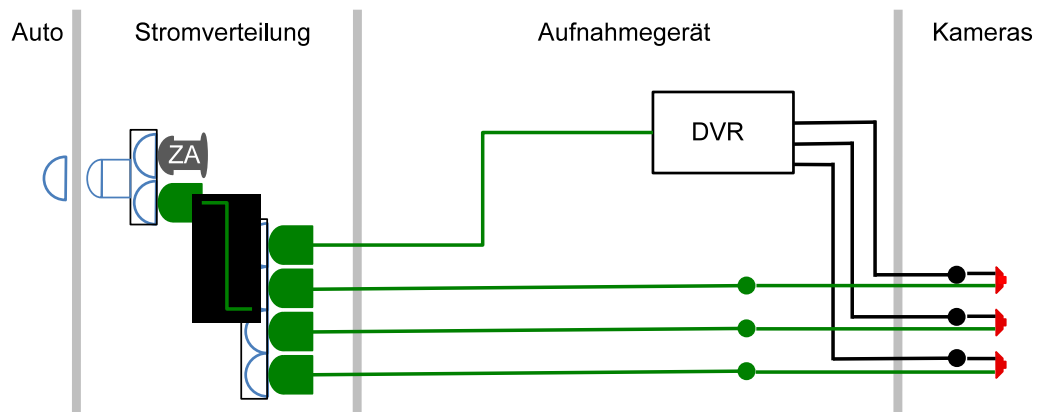 Auto
Stromverteilung
Aufnahmegerät
Kameras
DVR
ZA